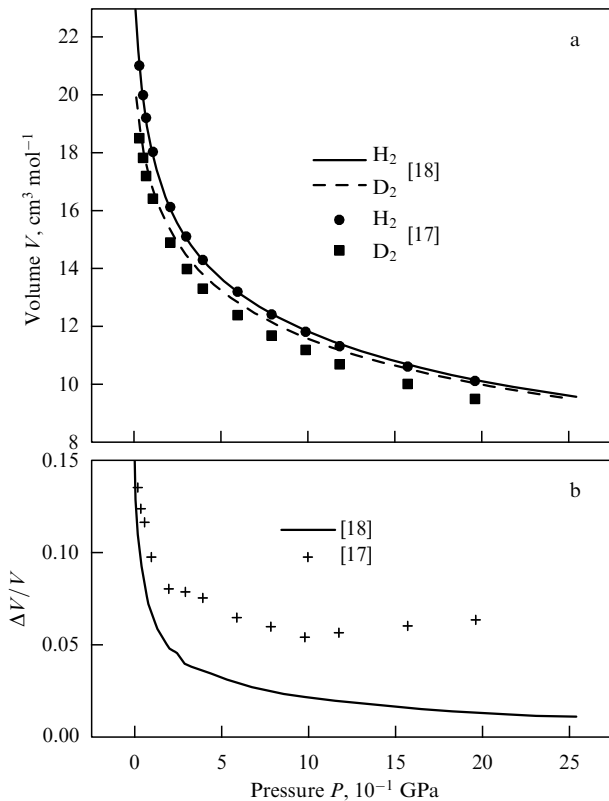 a
22
20
18
16
14
12
10
8
Volume V, cm³ mol⁻¹
H₂
D₂
[18]
H₂
D₂
[17]
b
0.15
0.10
0.05
0.00
ΔV/V
[18]
[17]
0 5 10 15 20 25
Pressure P, 10⁻¹ GPa